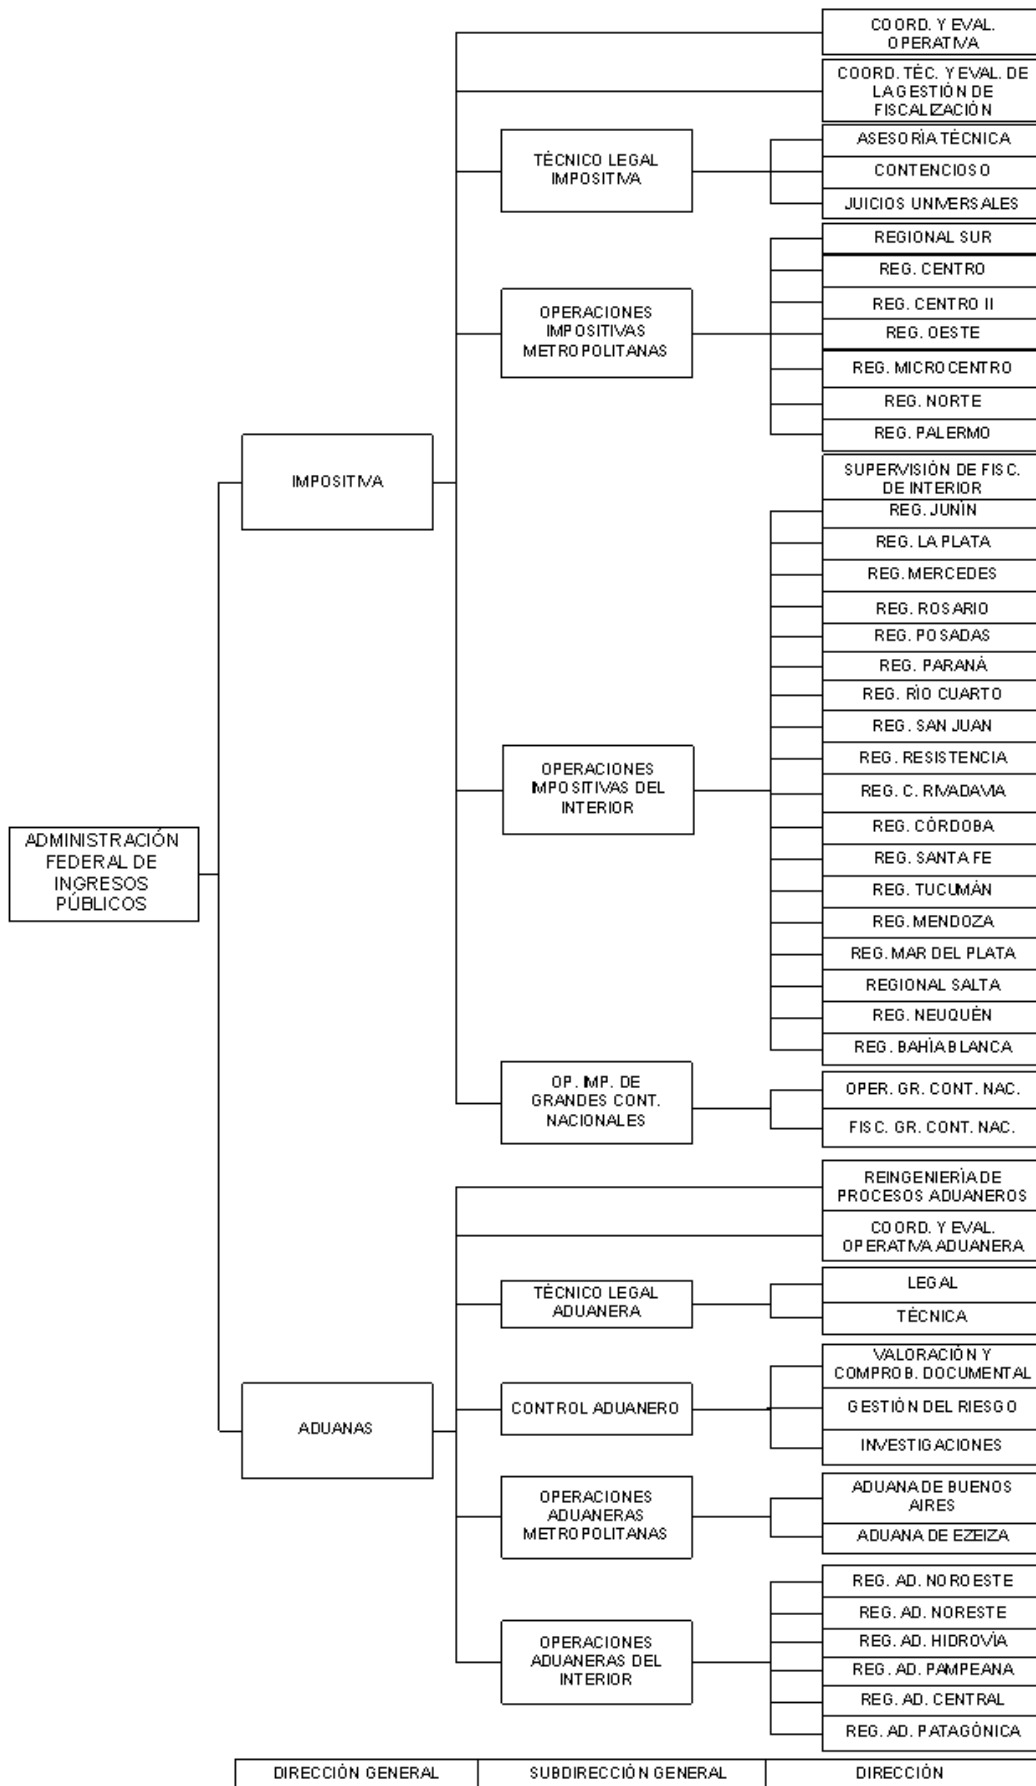 COORD. Y EVAL.
OPERATIVA
COORD. TÉC. Y EVAL. DE
LA GESTIÓN DE
FISCALIZACIÓN
TÉCNICO LEGAL
IMPOSITIVA
ASESORÍA TÉCNICA
CONTENCIOSO
JUICIOS UNIVERSALES
OPERACIONES
IMPOSITIVAS
METROPOLITANAS
REGIONAL SUR
REG. CENTRO
REG. CENTRO II
REG. OESTE
REG. MICROCENTRO
REG. NORTE
REG. PALERMO
IMPOSITIVA
SUPERVISIÓN DE FISC.
DE INTERIOR
REG. JUNÍN
REG. LA PLATA
REG. MERCEDES
REG. ROSARIO
REG. POSADAS
REG. PARANÁ
REG. RÍO CUARTO
REG. SAN JUAN
REG. RESISTENCIA
REG. C. RIVADAVIA
REG. CÓRDOBA
REG. SANTA FE
REG. TUCUMÁN
REG. MENDOZA
REG. MAR DEL PLATA
REGIONAL SALTA
REG. NEUQUÉN
REG. BAHÍA BLANCA
OPERACIONES
IMPOSITIVAS DEL
INTERIOR
ADMINISTRACIÓN
FEDERAL DE
INGRESOS
PÚBLICOS
OP. IMP. DE
GRANDES CONT.
NACIONALES
OPER. GR. CONT. NAC.
FISC. GR. CONT. NAC.
REINGENIERÍA DE
PROCESOS ADUANEROS
COORD. Y EVAL.
OPERATIVA ADUANERA
TÉCNICO LEGAL
ADUANERA
LEGAL
TÉCNICA
ADUANAS
CONTROL ADUANERO
VALORACIÓN Y
COMPROB. DOCUMENTAL
GESTIÓN DEL RIESGO
INVESTIGACIONES
OPERACIONES
ADUANERAS
METROPOLITANAS
ADUANA DE BUENOS
AIRES
ADUANA DE EZEIZA
OPERACIONES
ADUANERAS DEL
INTERIOR
REG. AD. NOROESTE
REG. AD. NORESTE
REG. AD. HIDROVÍA
REG. AD. PAMPEANA
REG. AD. CENTRAL
REG. AD. PATAGÓNICA
DIRECCIÓN GENERAL
SUBDIRECCIÓN GENERAL
DIRECCIÓN